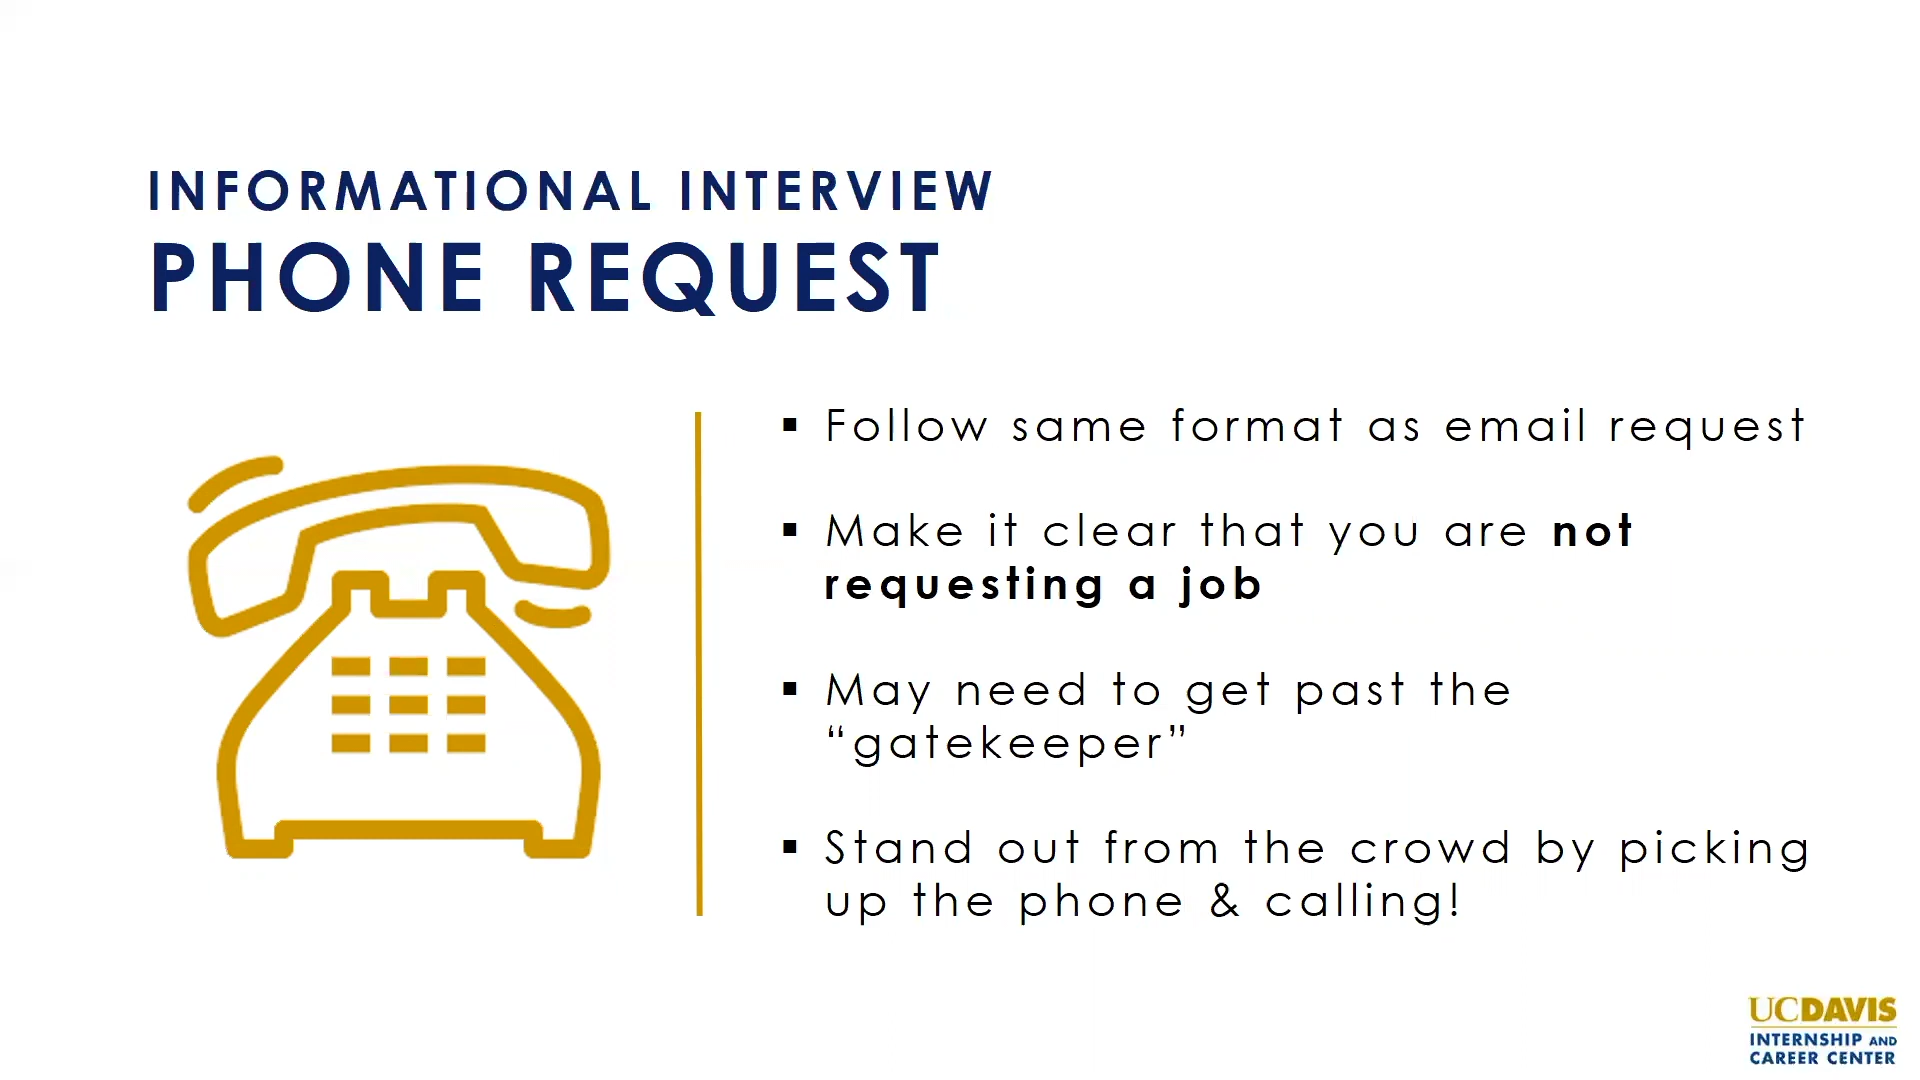 INFORMATIONAL INTERVIEW
PHONE REQUEST
▪ Follow same format as email request
▪ Make it clear that you are not
requesting a job
▪ May need to get past the
“gatekeeper”
▪ Stand out from the crowd by picking
up the phone & calling!
UCDAVIS
INTERNSHIP AND
CAREER CENTER